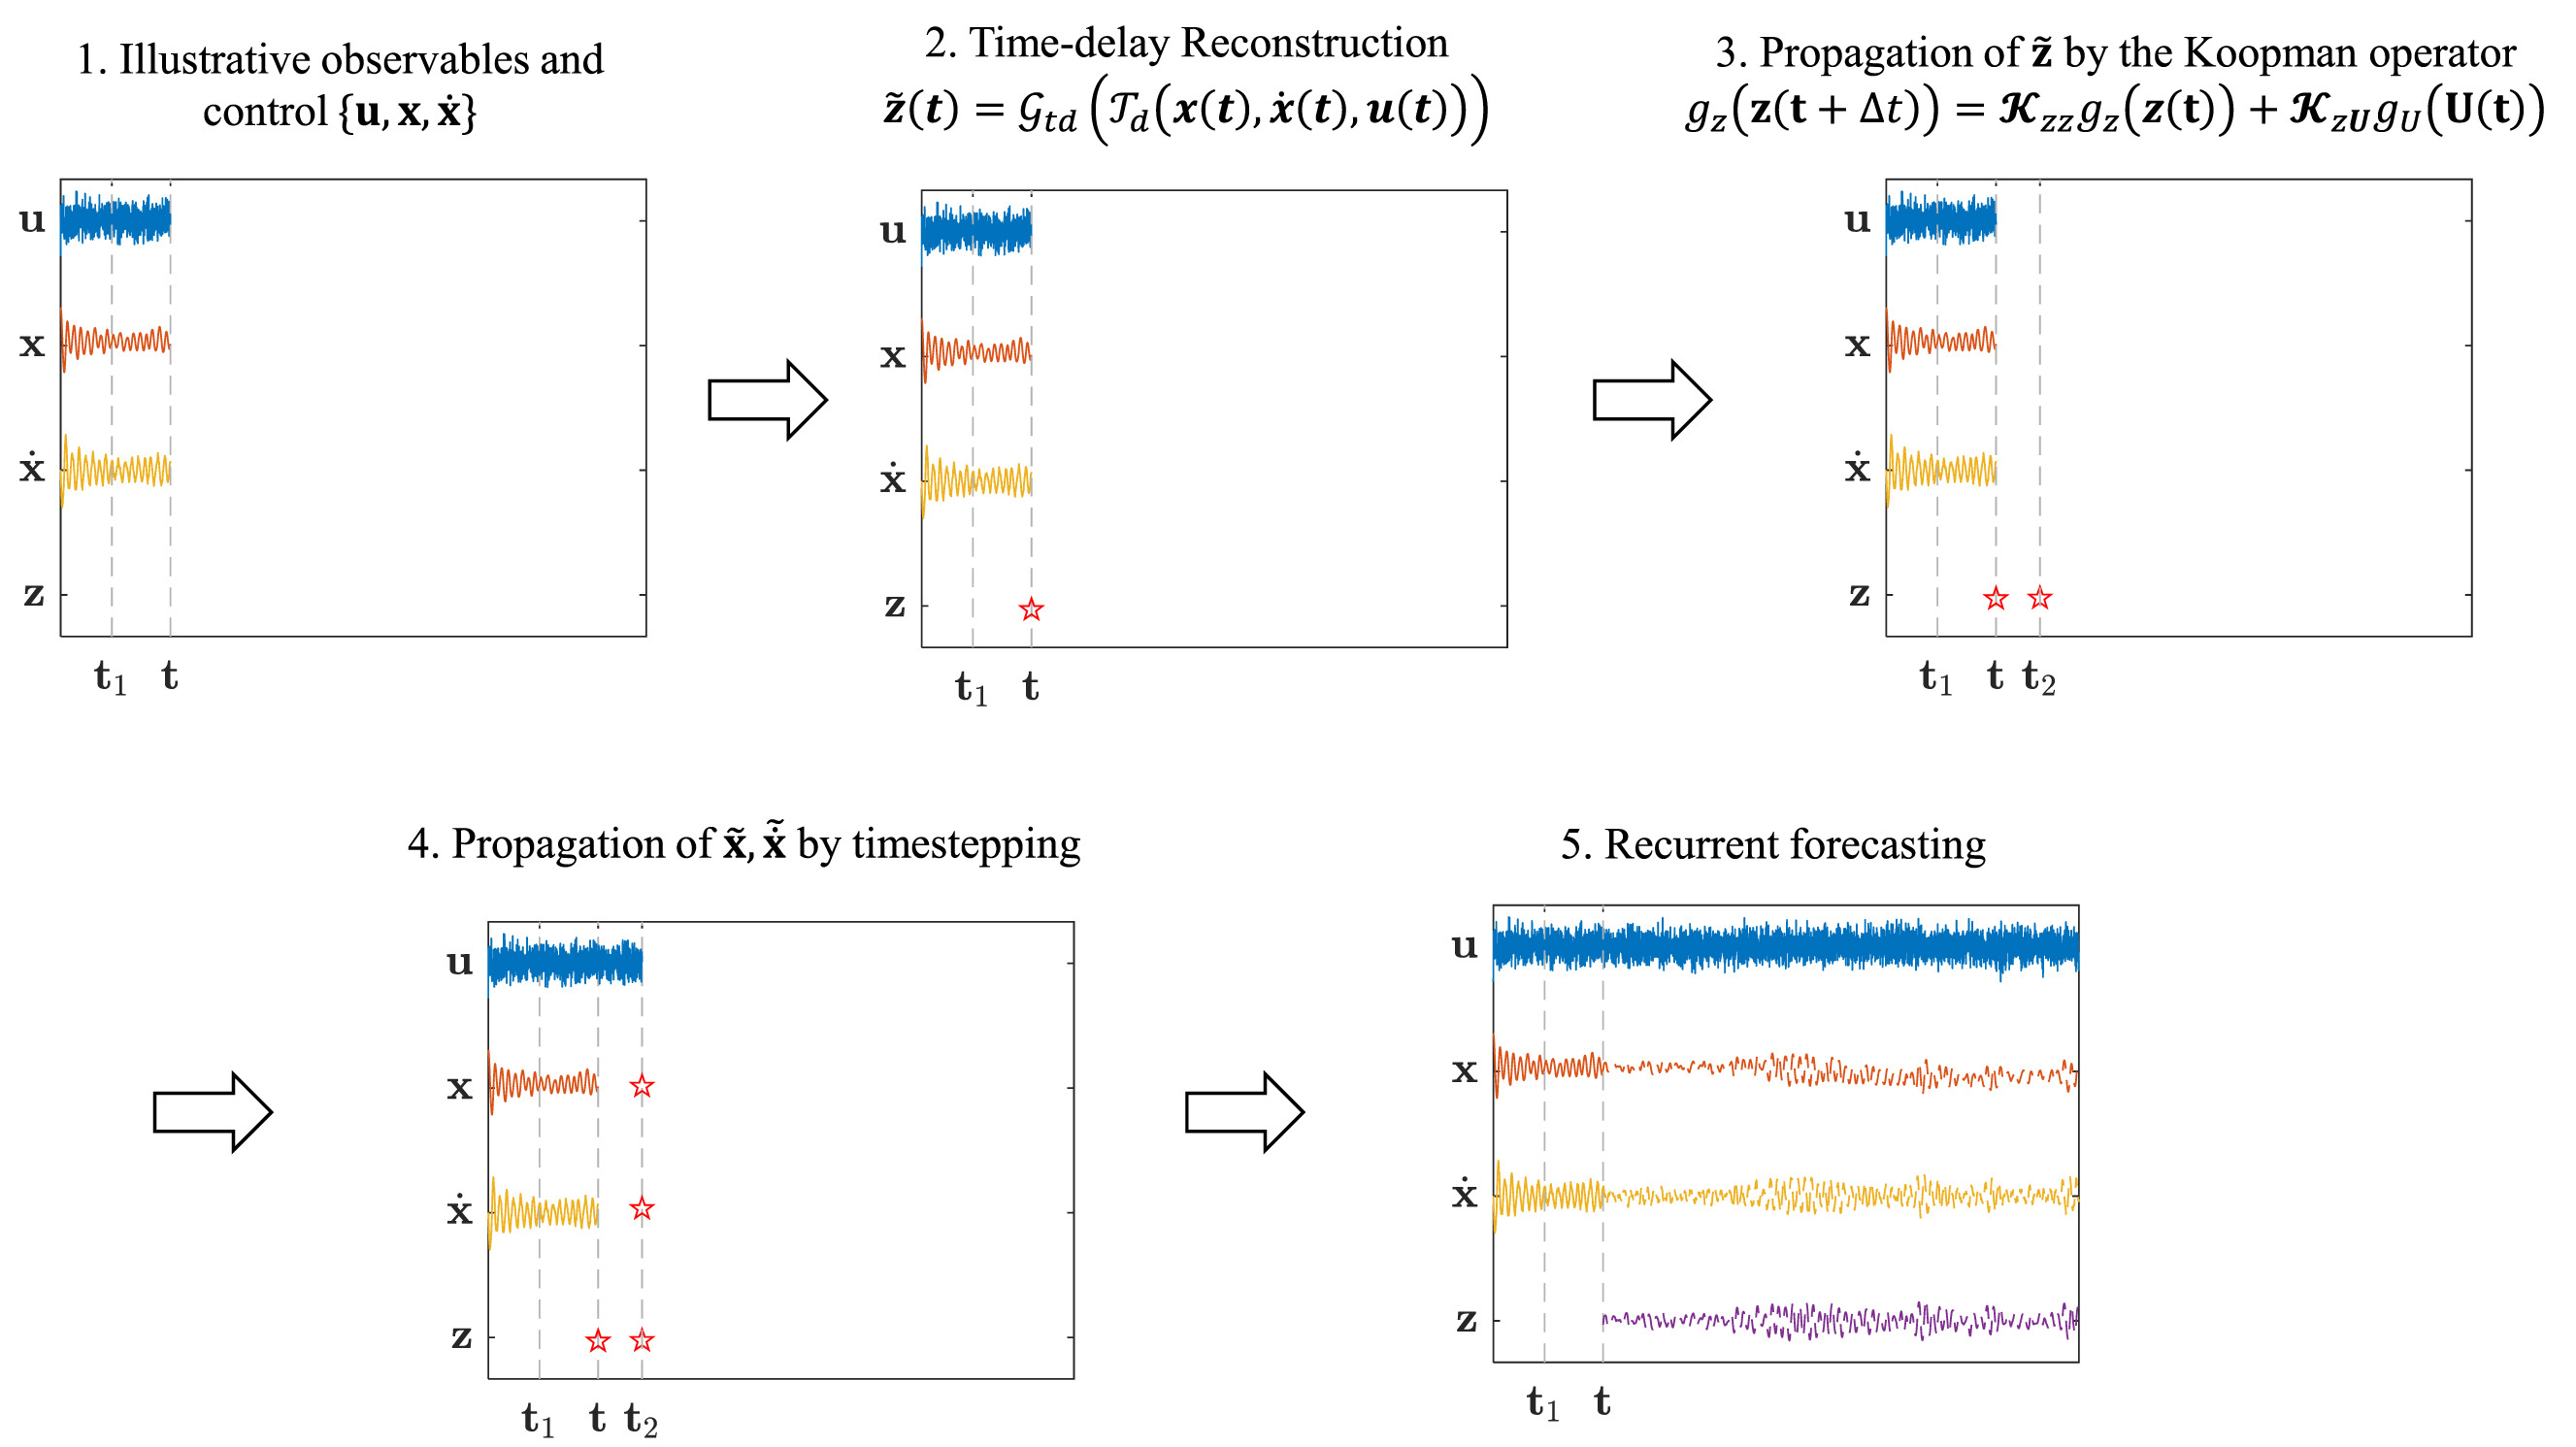 1. Illustrative observables and
control {u, x, ẋ}
u
x
ẋ
z
t₁ t
2. Time-delay Reconstruction
z̃(t) = 𝒢_td (𝒯_d(x(t), ẋ(t), u(t)))
u
x
ẋ
z
t₁ t
3. Propagation of z̃ by the Koopman operator
g_z(z(t + Δt)) = 𝓚_zz g_z(z(t)) + 𝓚_zU g_U(U(t))
u
x
ẋ
z
t₁ t t₂
4. Propagation of x̃, ẋ̃ by timestepping
u
x
ẋ
z
t₁ t t₂
5. Recurrent forecasting
u
x
ẋ
z
t₁ t